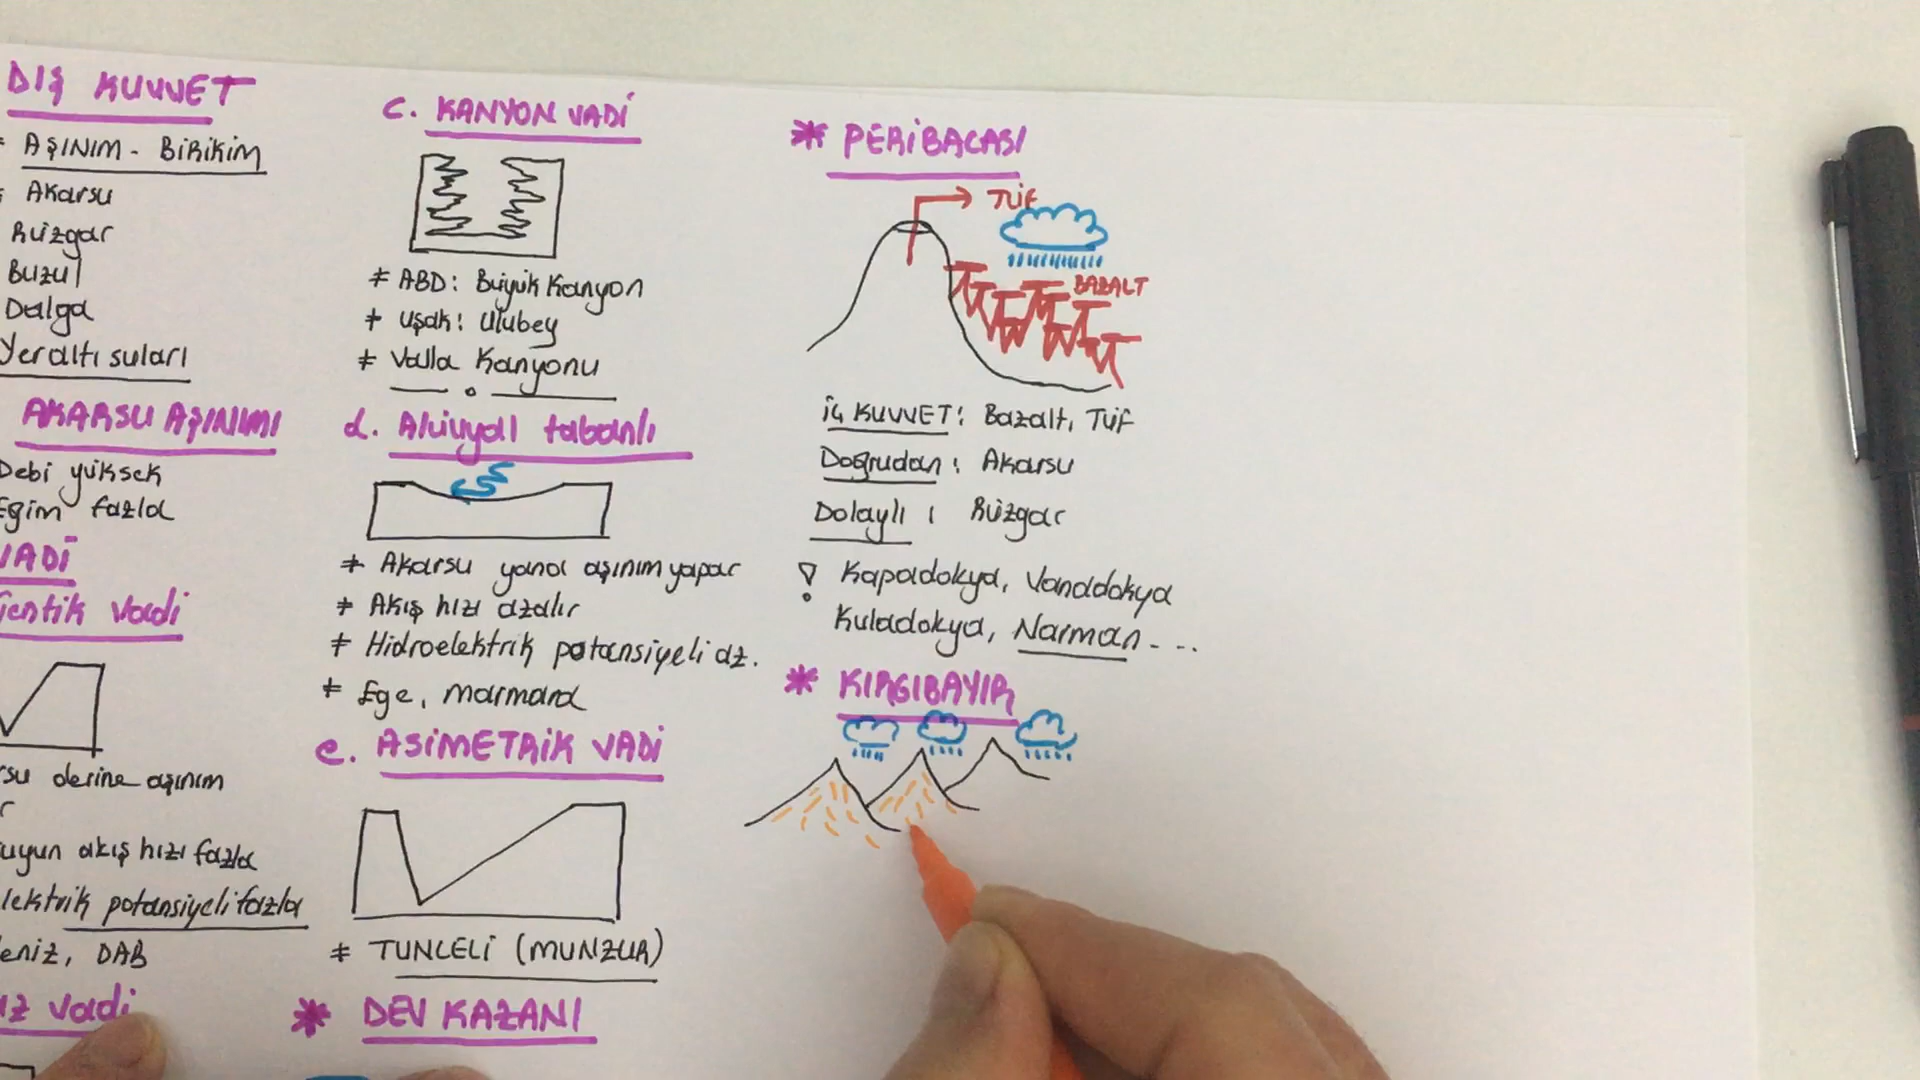 DIŞ KUVVET
* AŞINIM - BİRİKİM
Akarsu
Rüzgar
Buzul
Dalga
Yeraltı suları
AKARSU AŞINIMI
Debi yüksek
Eğim fazla
VADİ
Çentik Vadi
derine aşınım
akış hızı fazla
potansiyeli fazla
DAB
Vadi
C. KANYON VADİ
* ABD: Büyük Kanyon
* Uşak: Ulubey
* Valla Kanyonu
d. Alüvyal tabanlı
* Akarsu yana aşınım yapar
* Akış hızı azalır
* Hidroelektrik potansiyeli az.
* Ege, Marmara
e. ASİMETRİK VADİ
* TUNCELİ (MUNZUR)
* DEV KAZANI
* PERİBACASI
TÜF
BAZALT
İÇ KUVVET: Bazalt, Tüf
Doğrudan: Akarsu
Dolaylı : Rüzgar
! Kapadokya, Vanadokya
Kuladokya, Narman - ...
* KIRGIBAYIR